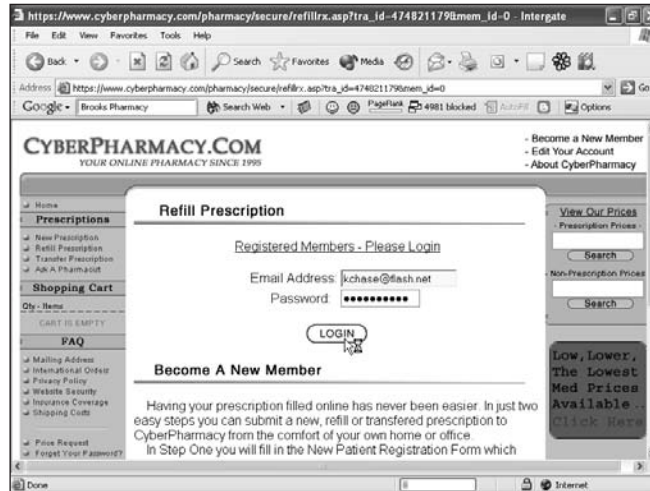 https://www.cyberpharmacy.com/pharmacy/secure/refillrx.asp?tra_id=474821179&mem_id=0 - Intergate
File Edit View Favorites Tools Help
Back Search Favorites Media
Address https://www.cyberpharmacy.com/pharmacy/secure/refillrx.asp?tra_id=474821179&mem_id=0 Go
Google Brooks Pharmacy Search Web PageRank 4981 blocked AutoFill Options
CYBERPHARMACY.COM
YOUR ONLINE PHARMACY SINCE 1995
- Become a New Member
- Edit Your Account
- About CyberPharmacy
Home
Prescriptions
New Prescription
Refill Prescription
Transfer Prescription
Ask A Pharmacist
Shopping Cart
Qty - Items
CART IS EMPTY
FAQ
Mailing Address
International Orders
Privacy Policy
Website Security
Insurance Coverage
Shipping Costs
Price Request
Forget Your Password?
Refill Prescription
Registered Members - Please Login
Email Address: kchase@flash.net
Password: ••••••••••
LOGIN
Become A New Member
Having your prescription filled online has never been easier. In just two
easy steps you can submit a new, refill or transfered prescription to
CyberPharmacy from the comfort of your own home or office.
In Step One you will fill in the New Patient Registration Form which
View Our Prices
- Prescription Prices -
Search
- Non-Prescription Prices
Search
Low, Lower,
The Lowest
Med Prices
Available..
Click Here
Done Internet